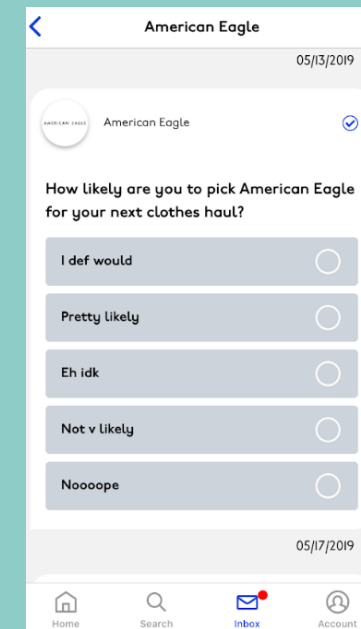 American Eagle
05/13/2019
AMERICAN EAGLE
American Eagle
How likely are you to pick American Eagle
for your next clothes haul?
I def would
Pretty likely
Eh idk
Not v likely
Noooope
05/17/2019
Home
Search
Inbox
Account